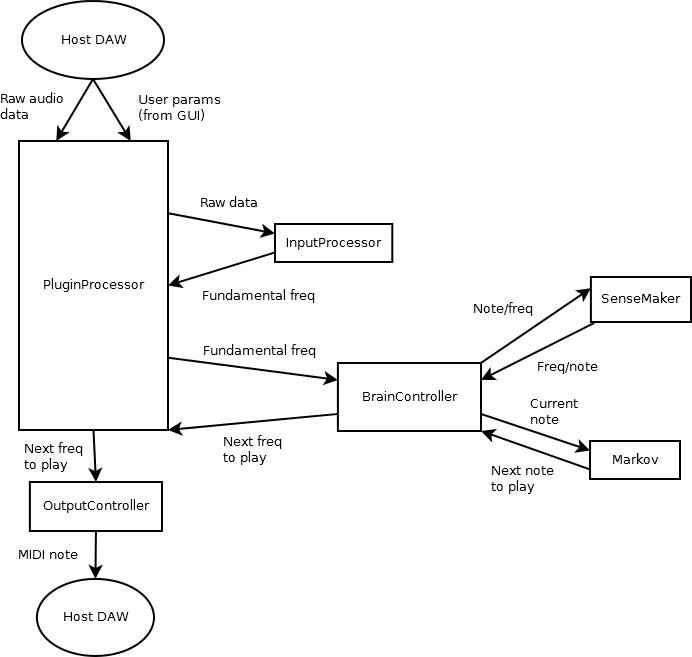 Host DAW
Raw audio
data
User params
(from GUI)
Raw data
InputProcessor
PluginProcessor
Fundamental freq
SenseMaker
Note/freq
Fundamental freq
Freq/note
BrainController
Current
note
Next freq
to play
Next freq
to play
Markov
Next note
to play
OutputController
MIDI note
Host DAW